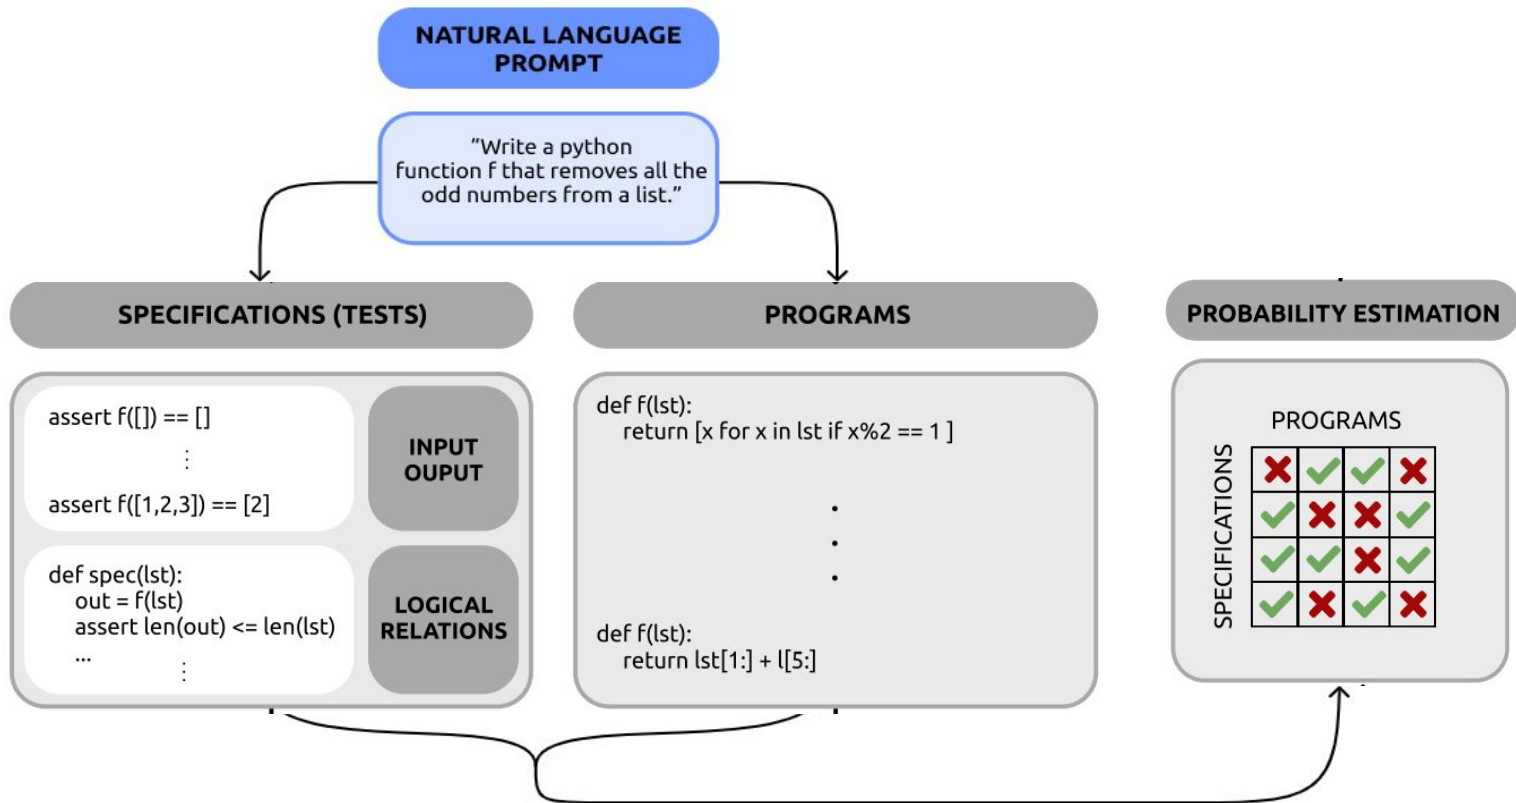 NATURAL LANGUAGE
PROMPT
"Write a python
function f that removes all the
odd numbers from a list."
SPECIFICATIONS (TESTS)
assert f([]) == []
⋮
assert f([1,2,3]) == [2]
INPUT
OUPUT
def spec(lst):
out = f(lst)
assert len(out) <= len(lst)
...
⋮
LOGICAL
RELATIONS
PROGRAMS
def f(lst):
return [x for x in lst if x%2 == 1 ]
.
.
.
def f(lst):
return lst[1:] + l[5:]
PROBABILITY ESTIMATION
PROGRAMS
SPECIFICATIONS